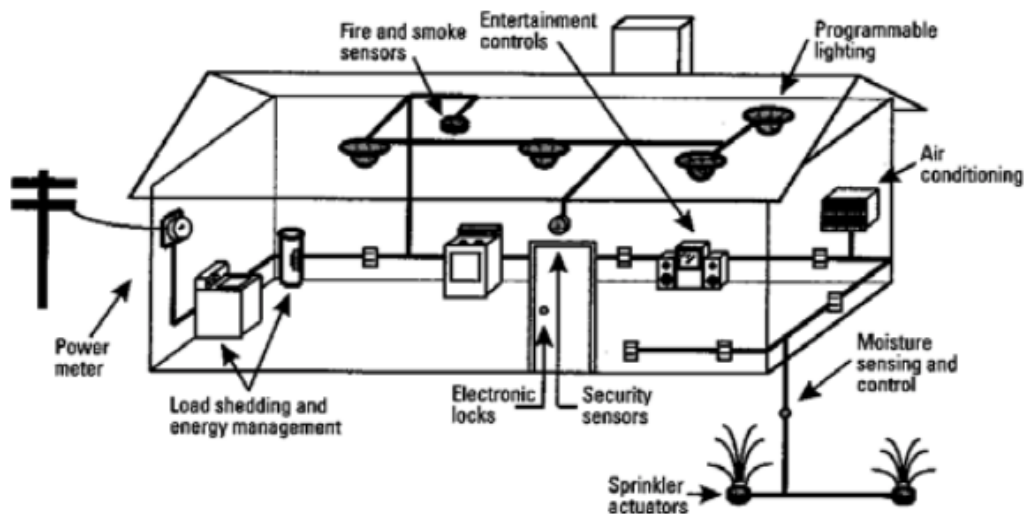 Fire and smoke
sensors
Entertainment
controls
Programmable
lighting
Air
conditioning
Power
meter
Load shedding and
energy management
Electronic
locks
Security
sensors
Moisture
sensing and
control
Sprinkler
actuators